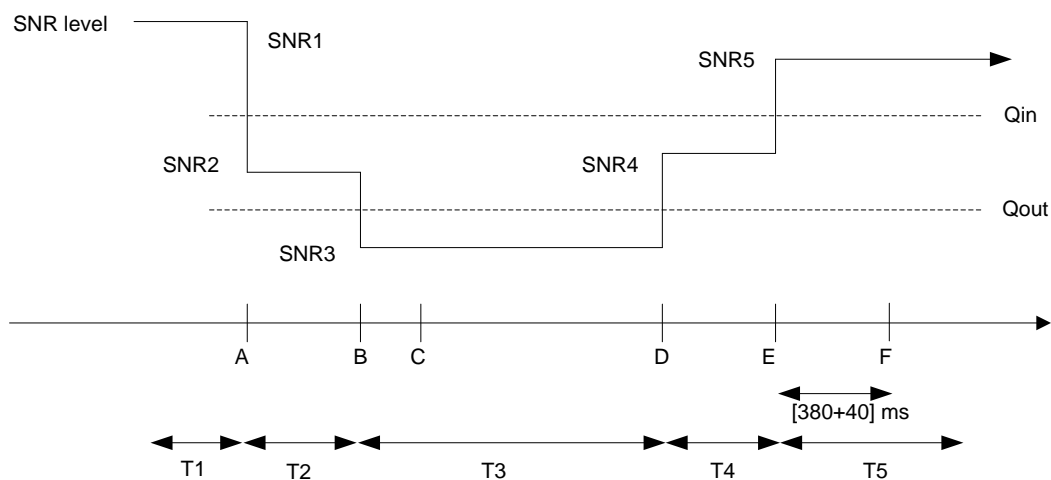 SNR level
SNR1
SNR5
Qin
SNR2
SNR4
Qout
SNR3
A B C D E F
[380+40] ms
T1 T2 T3 T4 T5